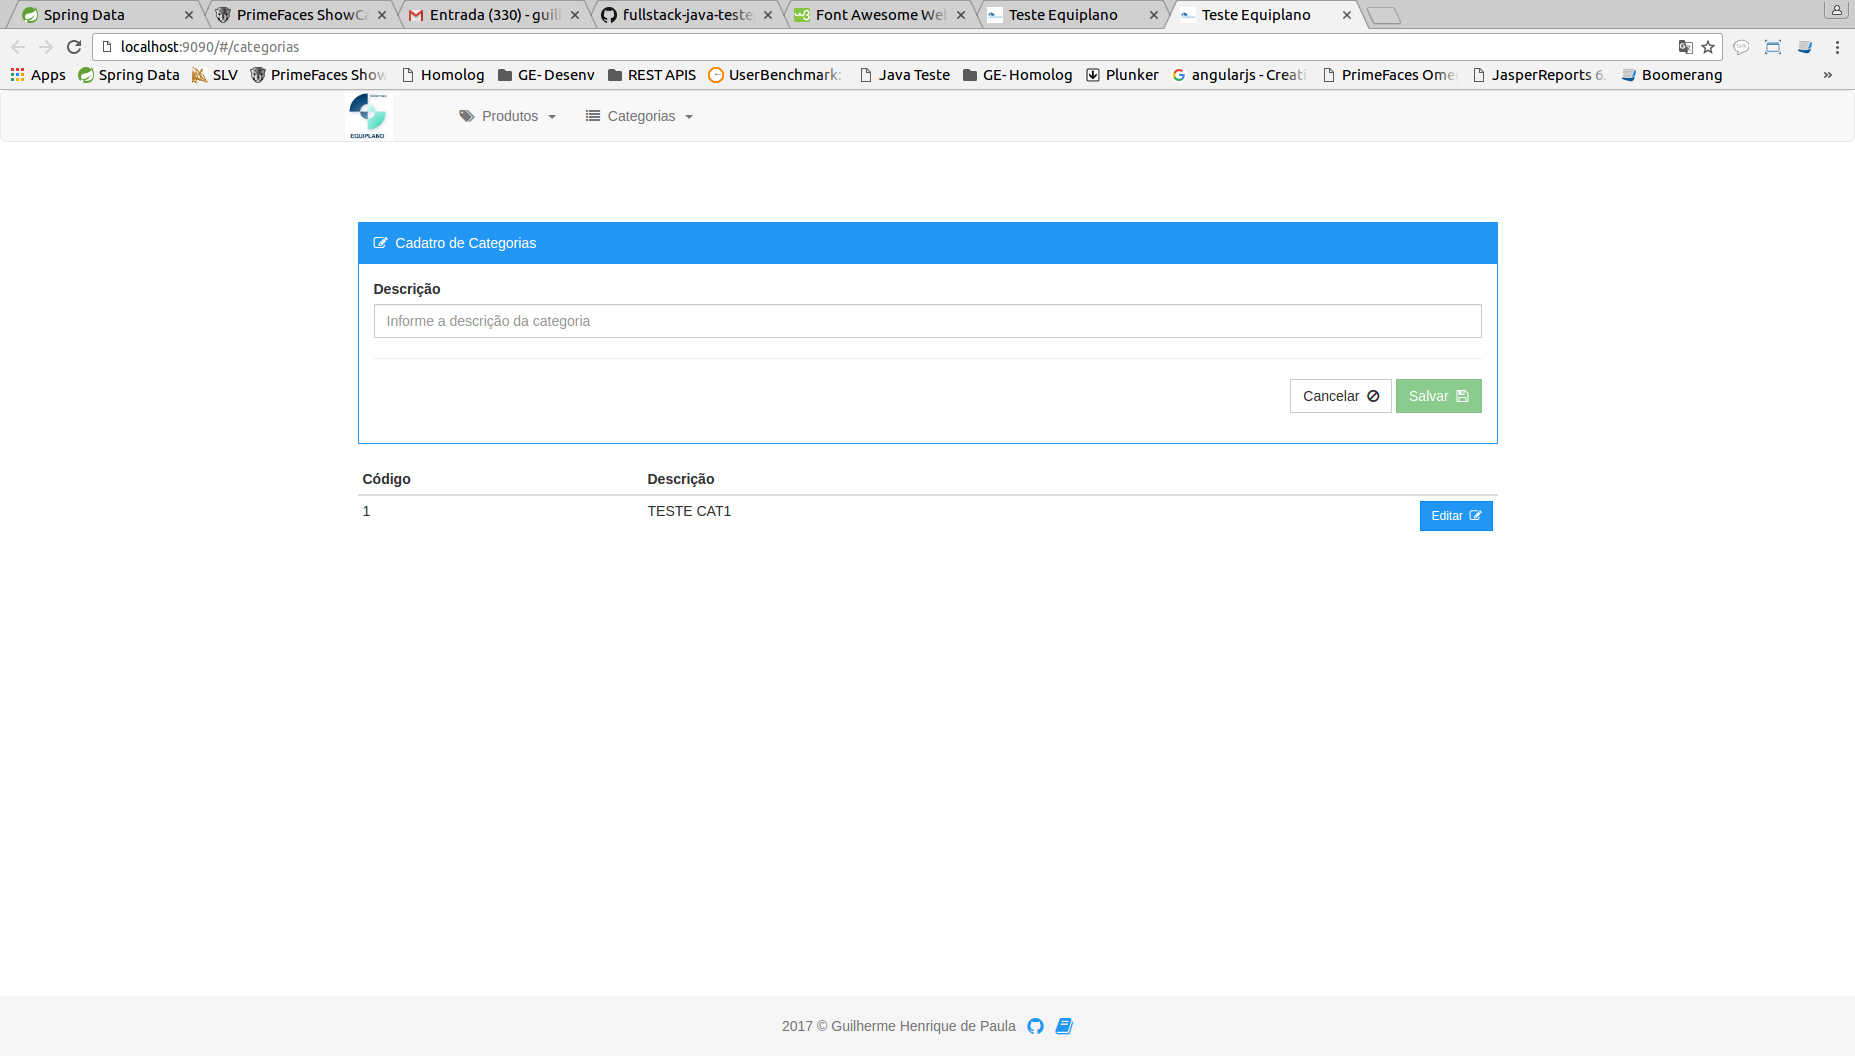 Spring Data PrimeFaces ShowCa Entrada (330) - guil fullstack-java-teste Font Awesome Web Teste Equiplano Teste Equiplano
localhost:9090/#/categorias
Apps Spring Data SLV PrimeFaces Show Homolog GE-Desenv REST APIS UserBenchmark: Java Teste GE-Homolog Plunker angularjs - Creati PrimeFaces Ome JasperReports 6. Boomerang »
EQUIPLANO Produtos Categorias
Cadatro de Categorias
Descrição
Informe a descrição da categoria
Cancelar Salvar
Código Descrição
1 TESTE CAT1 Editar
2017 © Guilherme Henrique de Paula